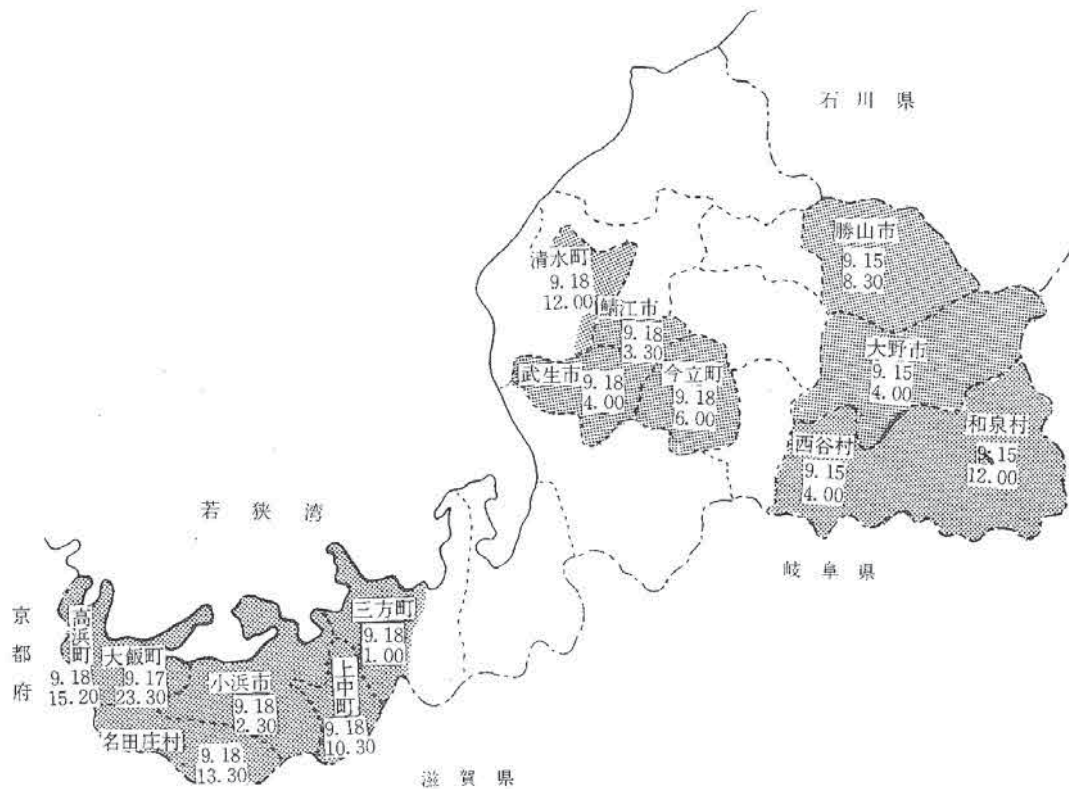 石川県
勝山市
9.15
8.30
清水町
9.18
12.00
鯖江市
9.18
3.30
大野市
9.15
4.00
武生市
9.18
4.00
今立町
9.18
6.00
和泉村
9.15
12.00
西谷村
9.15
4.00
若狭湾
岐阜県
京都府
高浜町
9.18
15.20
大飯町
9.17
23.30
小浜市
9.18
2.30
三方町
9.18
1.00
上中町
9.18
10.30
名田庄村
9.18
13.30
滋賀県